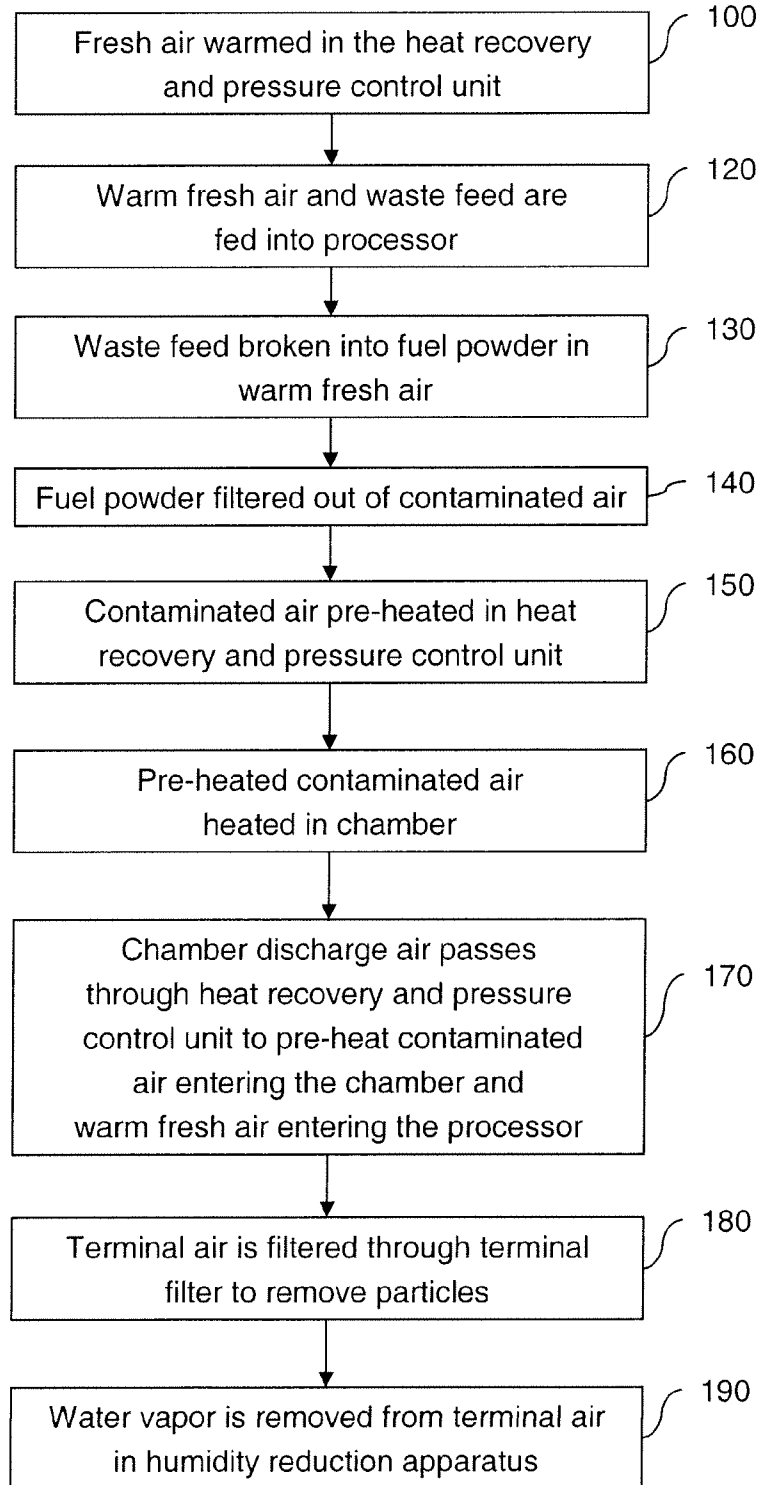 Fresh air warmed in the heat recovery
and pressure control unit
100
Warm fresh air and waste feed are
fed into processor
120
Waste feed broken into fuel powder in
warm fresh air
130
Fuel powder filtered out of contaminated air
140
Contaminated air pre-heated in heat
recovery and pressure control unit
150
Pre-heated contaminated air
heated in chamber
160
Chamber discharge air passes
through heat recovery and pressure
control unit to pre-heat contaminated
air entering the chamber and
warm fresh air entering the processor
170
Terminal air is filtered through terminal
filter to remove particles
180
Water vapor is removed from terminal air
in humidity reduction apparatus
190